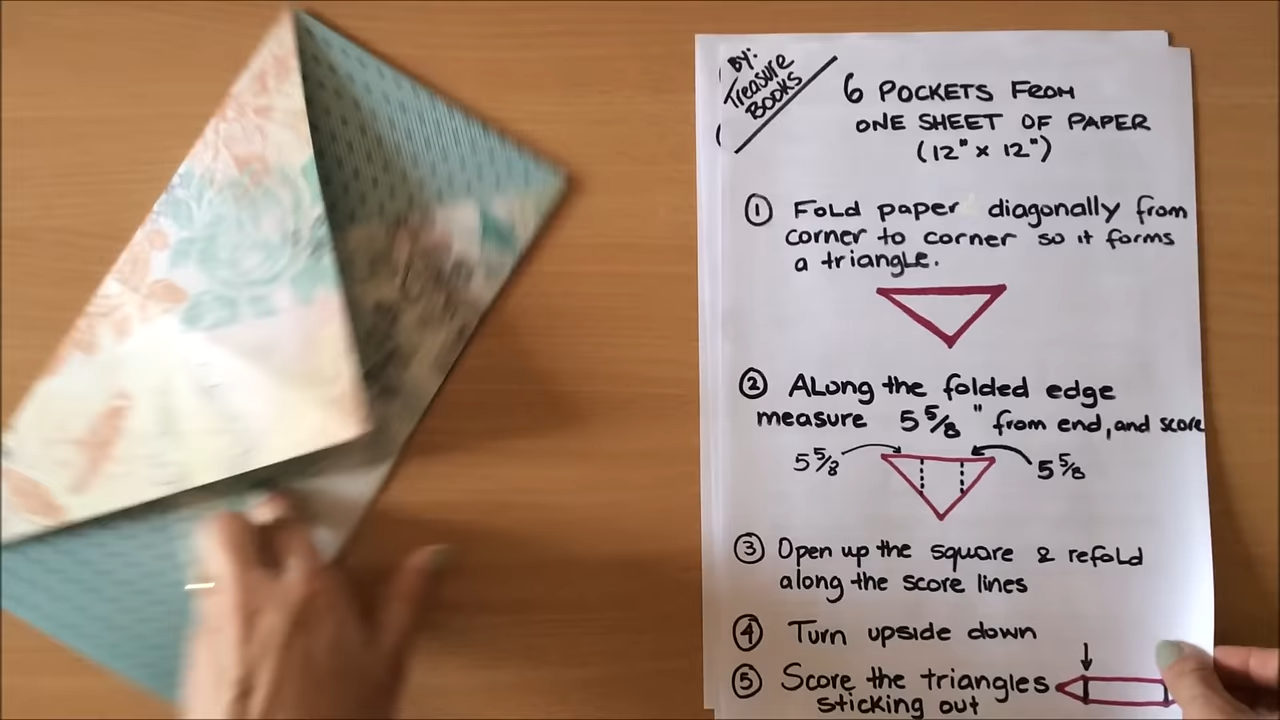 By:
Treasure
BOOKS
6 POCKETS FROM
ONE SHEET OF PAPER
(12" x 12")
① Fold paper diagonally from
corner to corner so it forms
a triangle.
② Along the folded edge
measure 5 5/8 " from end, and score
5 5/8
5 5/8
③ Open up the square & refold
along the score lines
④ Turn upside down
⑤ Score the triangles
sticking out